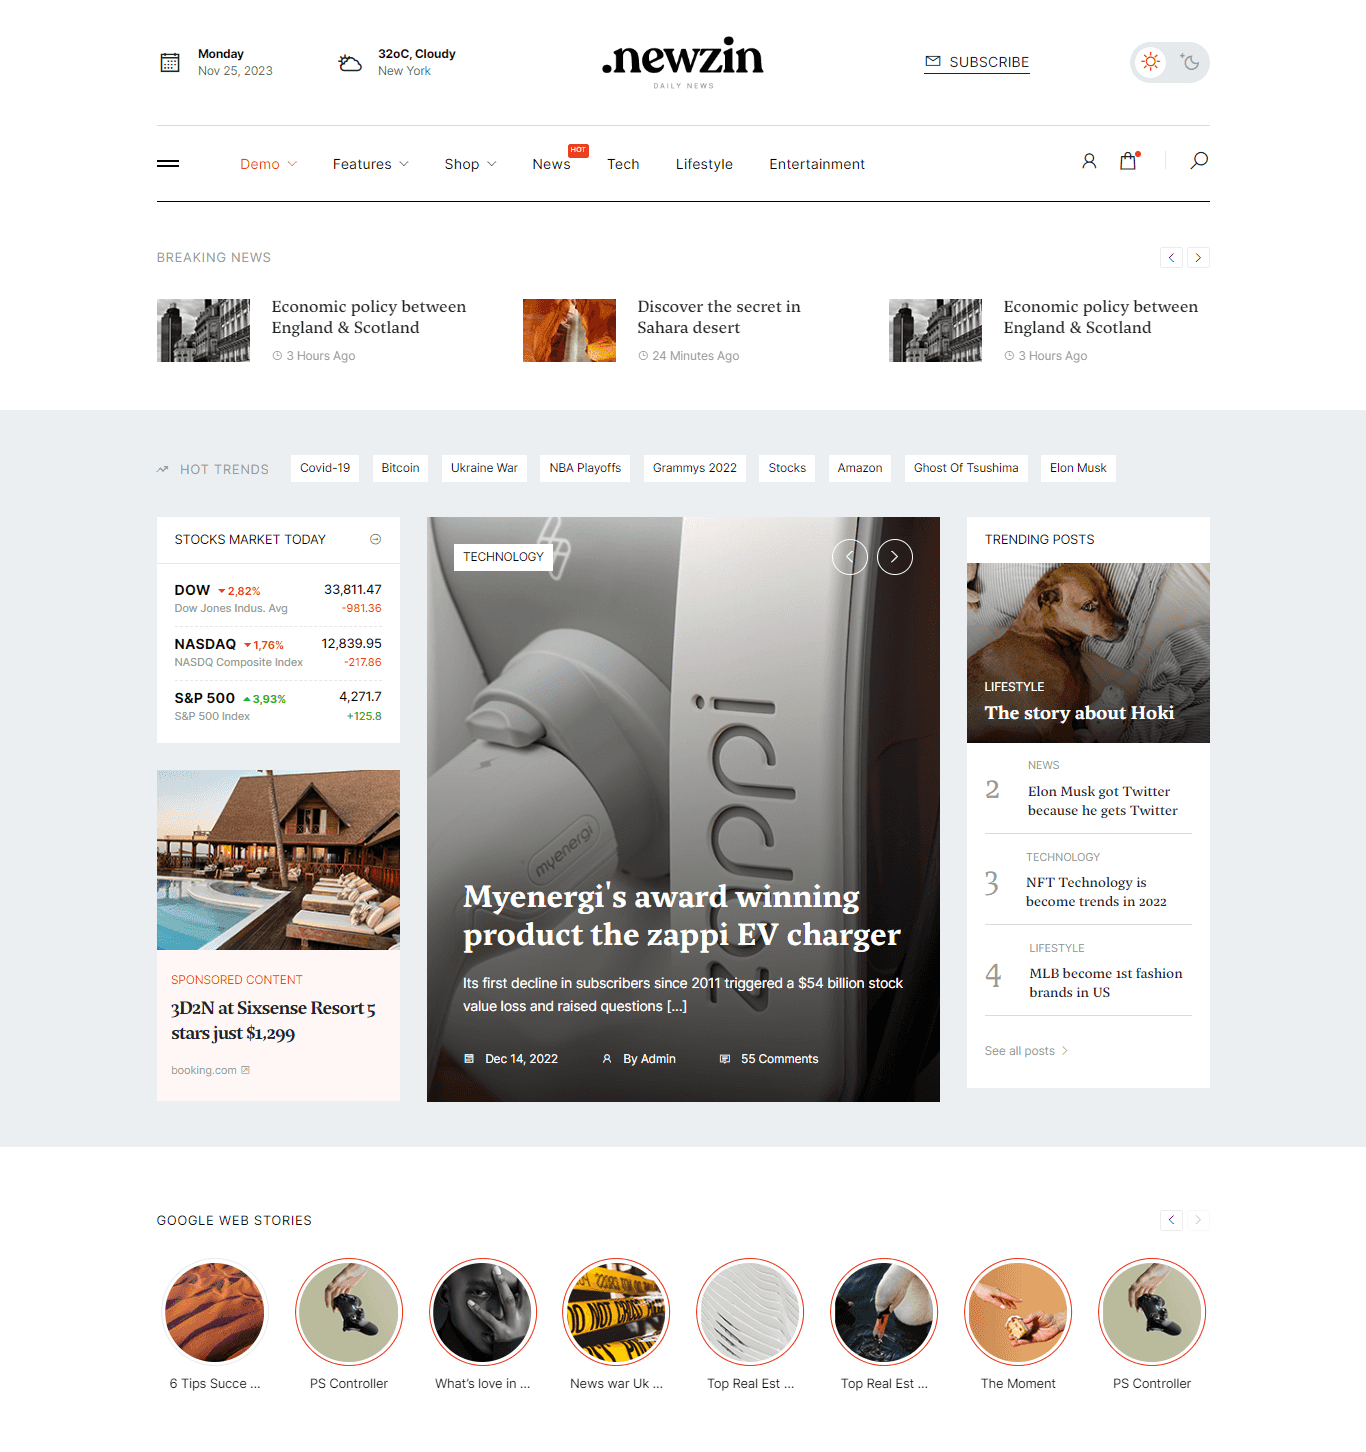 Monday
Nov 25, 2023
32oC, Cloudy
New York
.newzin
DAILY NEWS
SUBSCRIBE
Demo
Features
Shop
News
HOT
Tech
Lifestyle
Entertainment
BREAKING NEWS
Economic policy between
England & Scotland
3 Hours Ago
Discover the secret in
Sahara desert
24 Minutes Ago
Economic policy between
England & Scotland
3 Hours Ago
HOT TRENDS
Covid-19
Bitcoin
Ukraine War
NBA Playoffs
Grammys 2022
Stocks
Amazon
Ghost Of Tsushima
Elon Musk
STOCKS MARKET TODAY
DOW 2,82% 33,811.47
Dow Jones Indus. Avg -981.36
NASDAQ 1,76% 12,839.95
NASDQ Composite Index -217.86
S&P 500 3,93% 4,271.7
S&P 500 Index +125.8
SPONSORED CONTENT
3D2N at Sixsense Resort 5
stars just $1,299
booking.com
TECHNOLOGY
zappi
myenergi
Myenergi's award winning
product the zappi EV charger
Its first decline in subscribers since 2011 triggered a $54 billion stock
value loss and raised questions [...]
Dec 14, 2022
By Admin
55 Comments
TRENDING POSTS
LIFESTYLE
The story about Hoki
2
NEWS
Elon Musk got Twitter
because he gets Twitter
3
TECHNOLOGY
NFT Technology is
become trends in 2022
4
LIFESTYLE
MLB become 1st fashion
brands in US
See all posts
GOOGLE WEB STORIES
DO NOT CROSS
6 Tips Succe ...
PS Controller
What's love in ...
News war Uk ...
Top Real Est ...
Top Real Est ...
The Moment
PS Controller